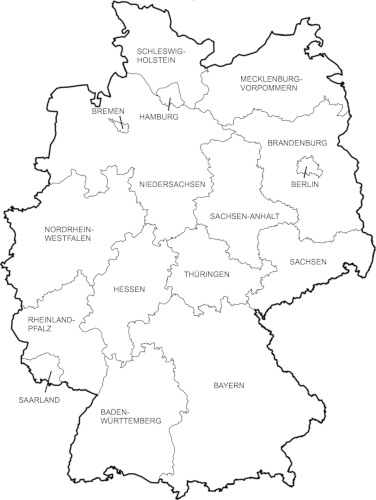 SCHLESWIG-
HOLSTEIN
MECKLENBURG-
VORPOMMERN
BREMEN
HAMBURG
BRANDENBURG
BERLIN
NIEDERSACHSEN
SACHSEN-ANHALT
NORDRHEIN-
WESTFALEN
SACHSEN
THÜRINGEN
HESSEN
RHEINLAND-
PFALZ
SAARLAND
BAYERN
BADEN-
WÜRTTEMBERG